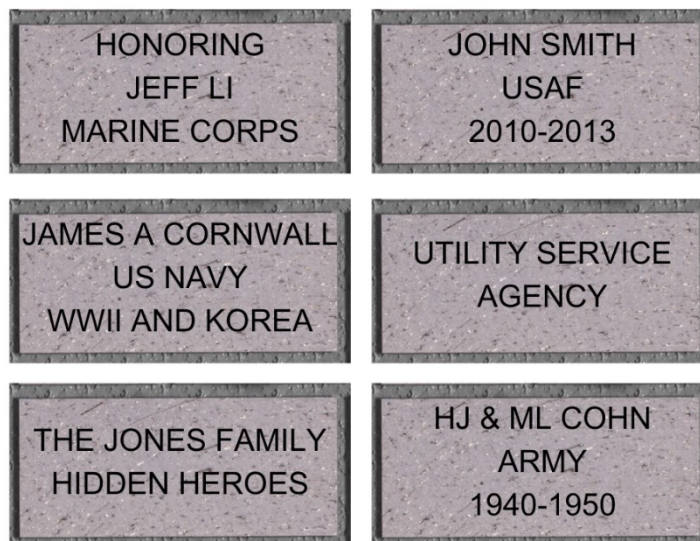 HONORING
JEFF LI
MARINE CORPS
JOHN SMITH
USAF
2010-2013
JAMES A CORNWALL
US NAVY
WWII AND KOREA
UTILITY SERVICE
AGENCY
THE JONES FAMILY
HIDDEN HEROES
HJ & ML COHN
ARMY
1940-1950